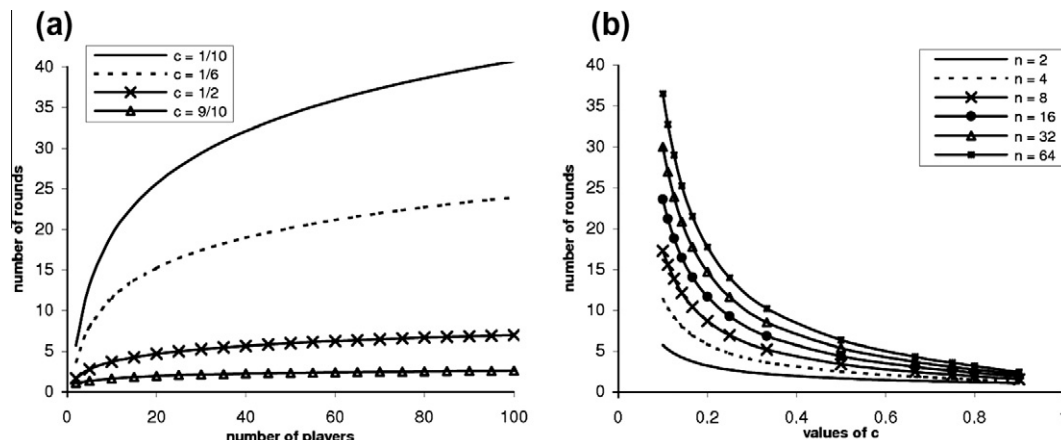 (a)
c = 1/10
c = 1/6
c = 1/2
c = 9/10
number of rounds
40
35
30
25
20
15
10
5
0
0 20 40 60 80 100
number of players
(b)
n = 2
n = 4
n = 8
n = 16
n = 32
n = 64
number of rounds
40
35
30
25
20
15
10
5
0
0 0.2 0.4 0.6 0.8 1
values of c